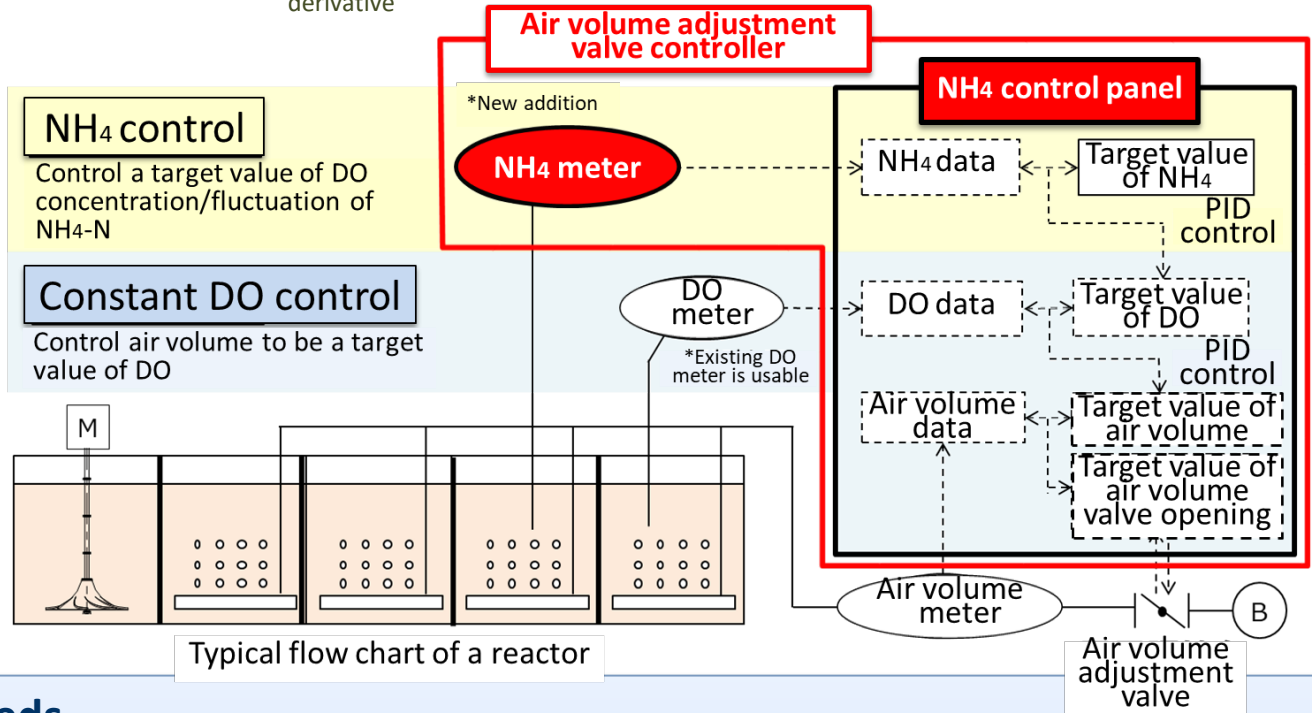 derivative
Air volume adjustment
valve controller
NH4 control panel
*New addition
NH4 control
Control a target value of DO
concentration/fluctuation of
NH4-N
NH4 meter
NH4 data
Target value
of NH4
PID
control
Constant DO control
Control air volume to be a target
value of DO
DO
meter
*Existing DO
meter is usable
DO data
Target value
of DO
PID
control
Air volume
data
Target value of
air volume
Target value of
air volume
valve opening
M
Air volume
meter
B
Air volume
adjustment
valve
Typical flow chart of a reactor